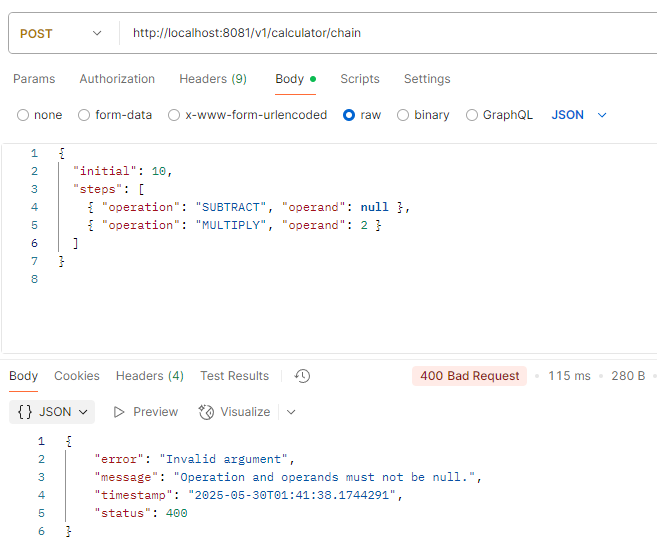 POST http://localhost:8081/v1/calculator/chain
Params Authorization Headers (9) Body Scripts Settings
none form-data x-www-form-urlencoded raw binary GraphQL JSON
1 {
2 "initial": 10,
3 "steps": [
4 { "operation": "SUBTRACT", "operand": null },
5 { "operation": "MULTIPLY", "operand": 2 }
6 ]
7 }
8
Body Cookies Headers (4) Test Results 400 Bad Request 115 ms 280 B
{} JSON Preview Visualize
1 {
2 "error": "Invalid argument",
3 "message": "Operation and operands must not be null.",
4 "timestamp": "2025-05-30T01:41:38.1744291",
5 "status": 400
6 }